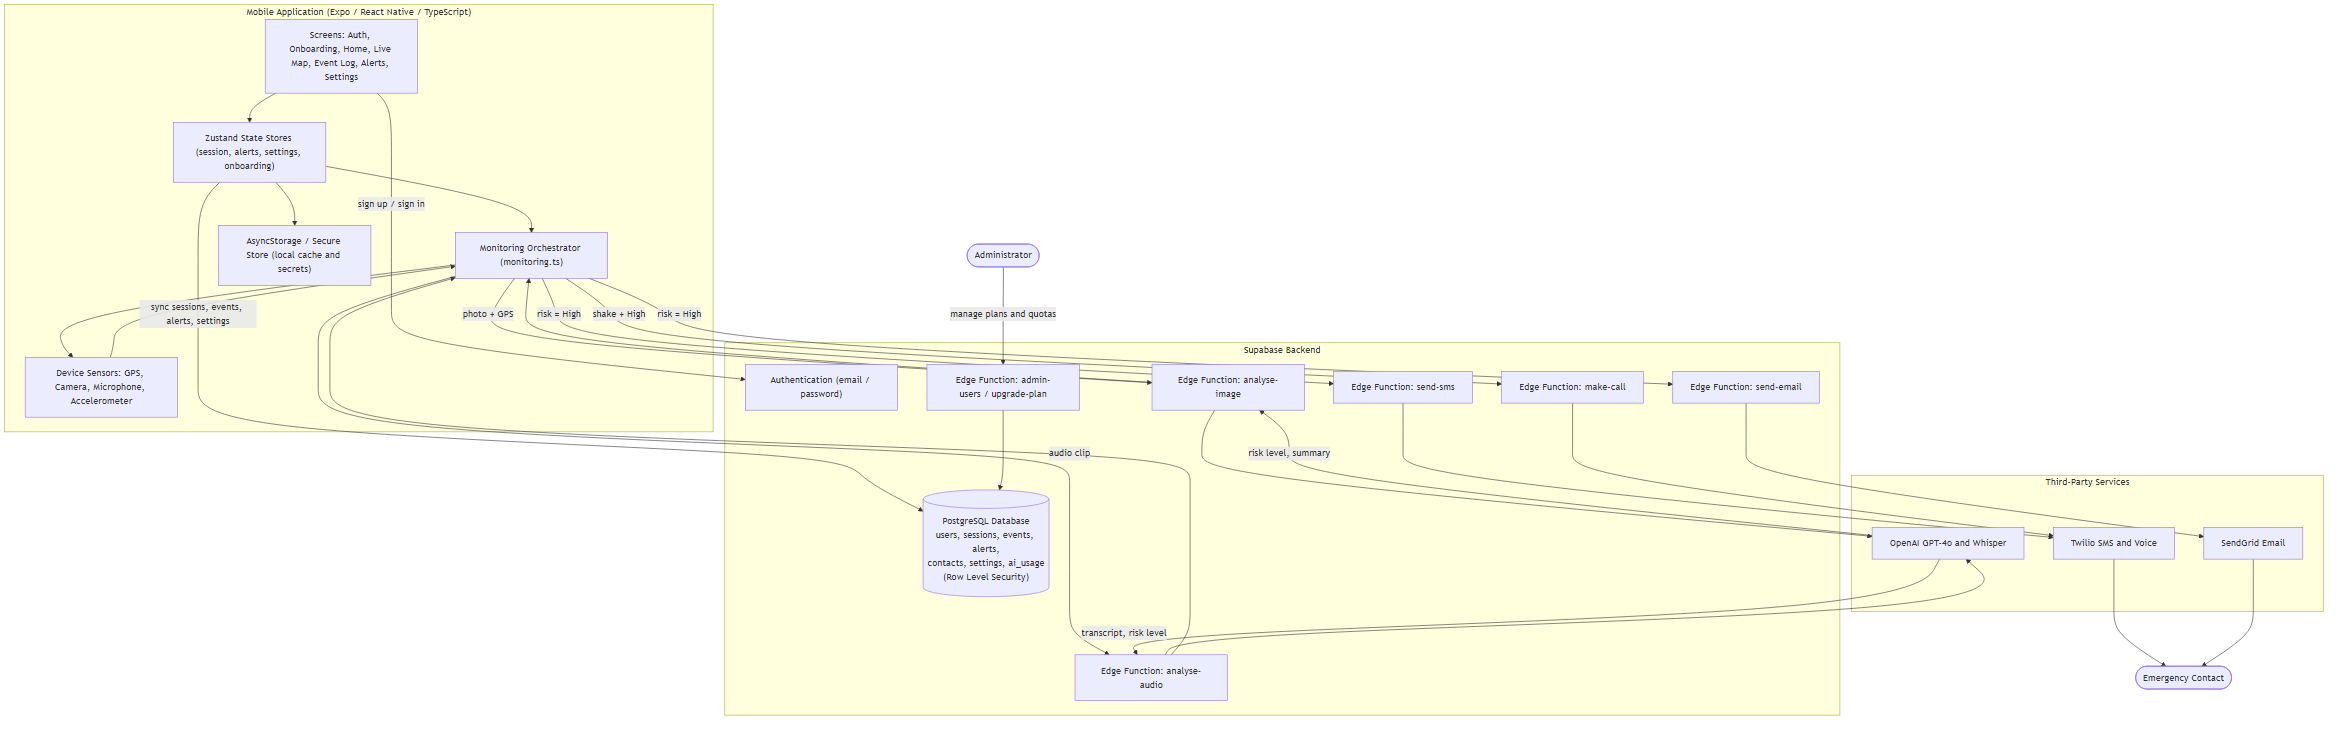 Mobile Application (Expo / React Native / TypeScript)
Screens: Auth,
Onboarding, Home, Live
Map, Event Log, Alerts,
Settings
Zustand State Stores
(session, alerts, settings,
onboarding)
sign up / sign in
AsyncStorage / Secure
Store (local cache and
secrets)
Monitoring Orchestrator
(monitoring.ts)
sync sessions, events,
alerts, settings
photo + GPS
risk = High
shake + High
risk = High
Device Sensors: GPS,
Camera, Microphone,
Accelerometer
Administrator
manage plans and quotas
Supabase Backend
Authentication (email /
password)
Edge Function: admin-
users / upgrade-plan
Edge Function: analyse-
image
Edge Function: send-sms
Edge Function: make-call
Edge Function: send-email
audio clip
risk level, summary
PostgreSQL Database
users, sessions, events,
alerts,
contacts, settings, ai_usage
(Row Level Security)
transcript, risk level
Edge Function: analyse-
audio
Third-Party Services
OpenAI GPT-4o and Whisper
Twilio SMS and Voice
SendGrid Email
Emergency Contact